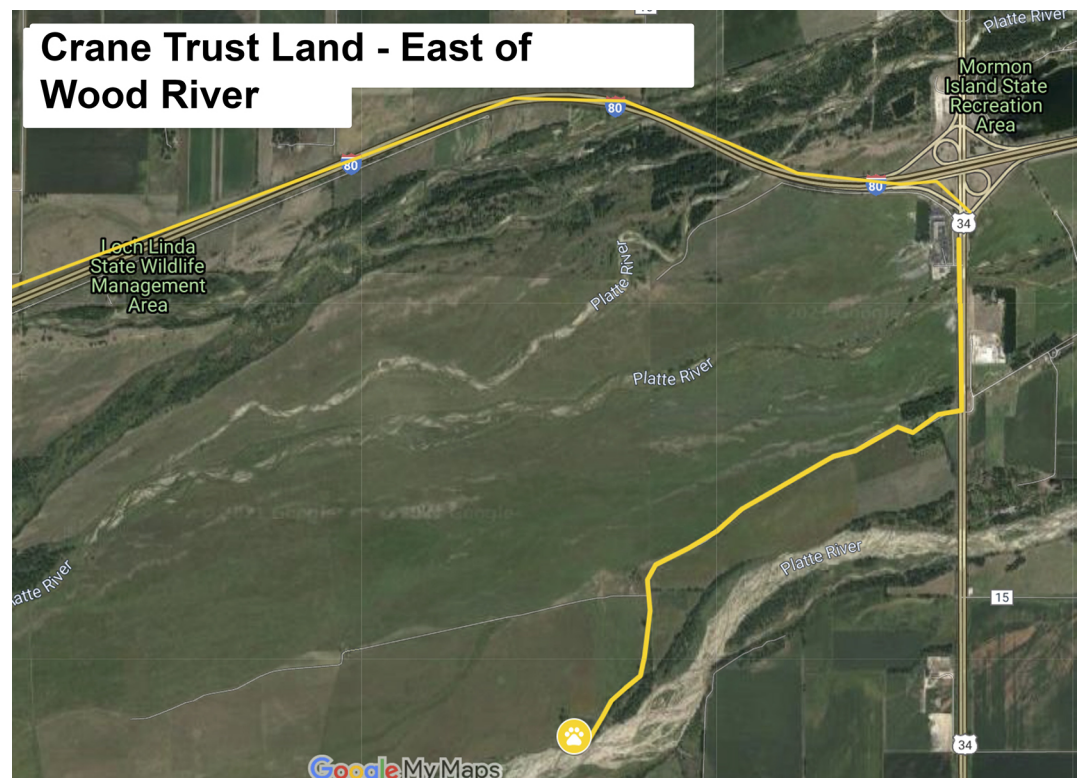 Crane Trust Land - East of
Wood River
Platte River
Mormon
Island State
Recreation
Area
80
80
80
34
Loch Linda
State Wildlife
Management
Area
Platte River
Platte River
Platte River
atte River
15
34
Google My Maps